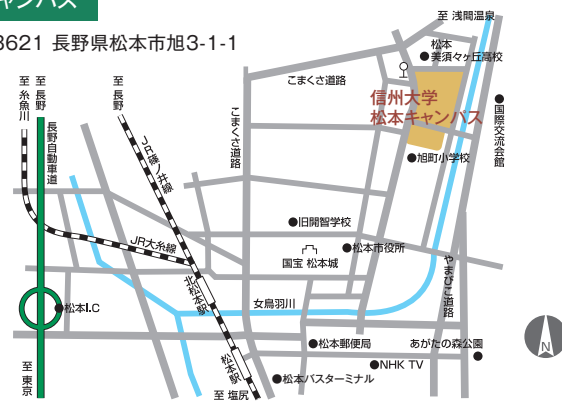 キャンパス
3621 長野県松本市旭3-1-1
至 浅間温泉
松本
●美須々ヶ丘高校
こまくさ道路
信州大学
松本キャンパス
●国際交流会館
●旭町小学校
至 糸魚川
至 長野
長野自動車道
至 長野
JR篠ノ井線
こまくさ道路
●旧開智学校
●松本市役所
国宝 松本城
JR大糸線
北松本駅
女鳥羽川
やまびこ道路
●松本I.C
●松本郵便局
あがたの森公園●
●NHK TV
松本駅
●松本バスターミナル
至 東京
至 塩尻
N